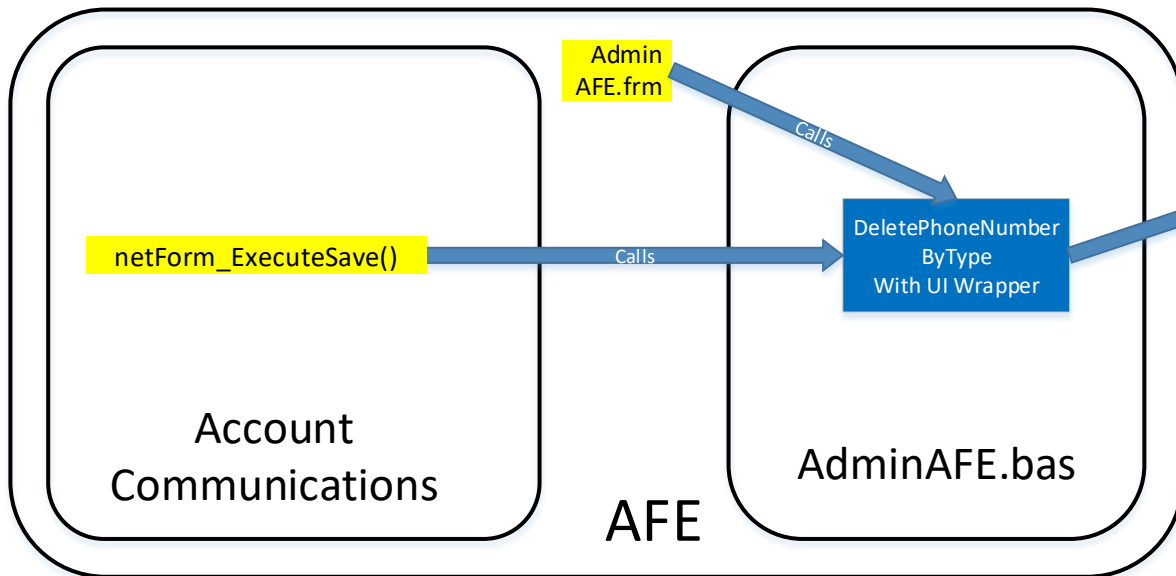 Admin
AFE.frm
Calls
DeletePhoneNumber
ByType
With UI Wrapper
netForm_ExecuteSave()
Calls
Account
Communications
AdminAFE.bas
AFE